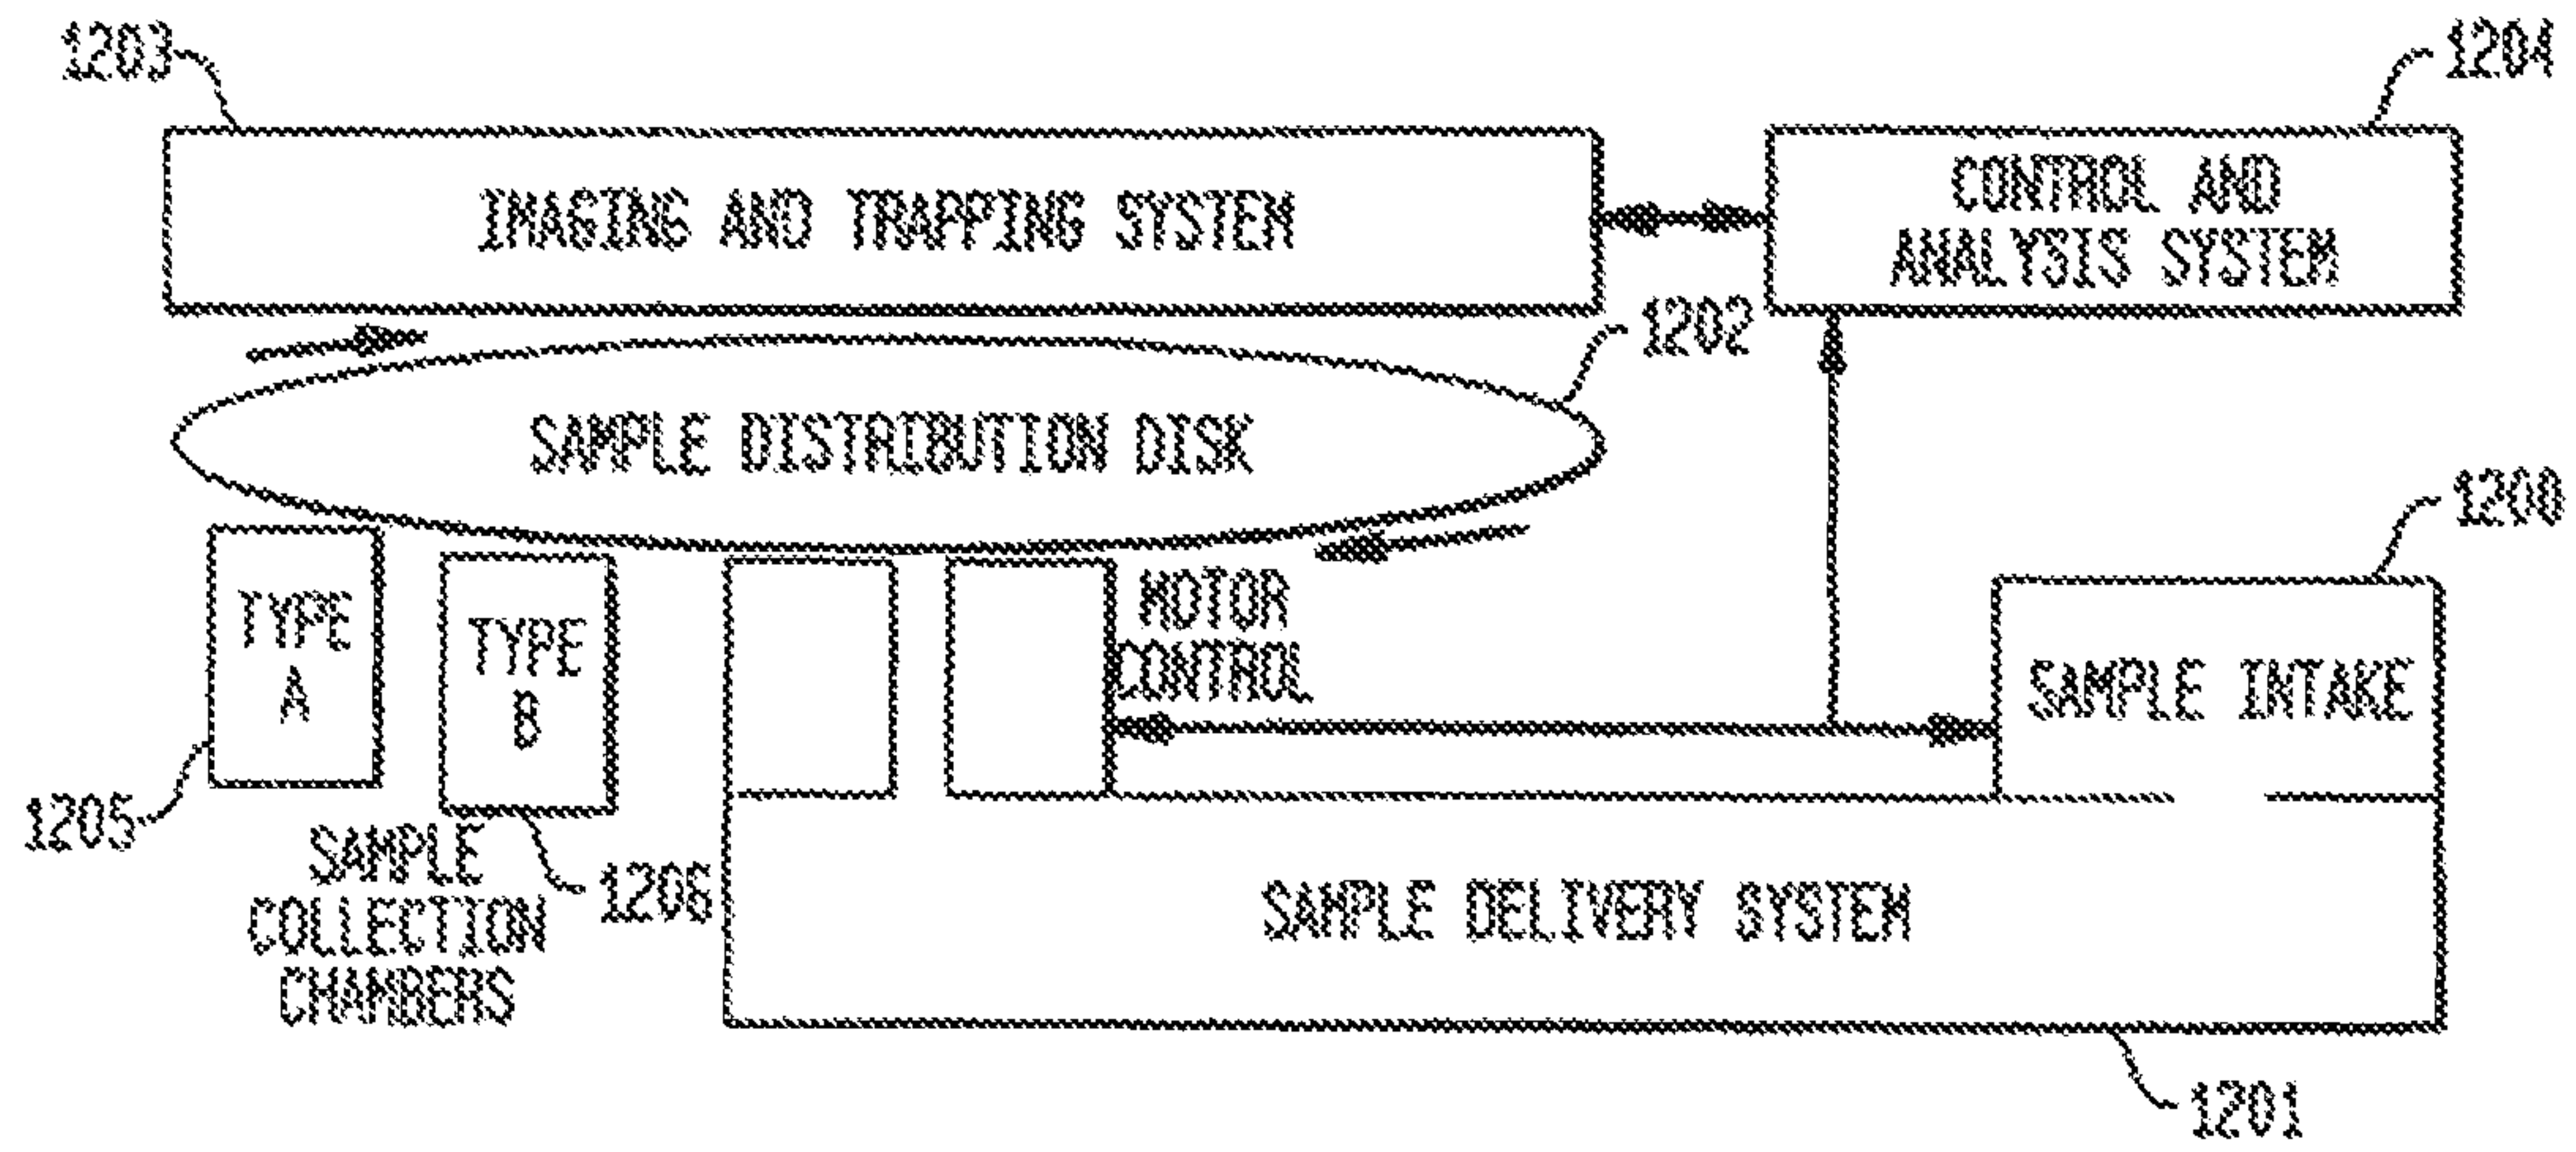 1203
1204
IMAGING AND TRAPPING SYSTEM
CONTROL AND
ANALYSIS SYSTEM
1202
SAMPLE DISTRIBUTION DISK
1200
TYPE
A
TYPE
B
MOTOR
CONTROL
SAMPLE INTAKE
1205
1206
SAMPLE
COLLECTION
CHAMBERS
SAMPLE DELIVERY SYSTEM
1201